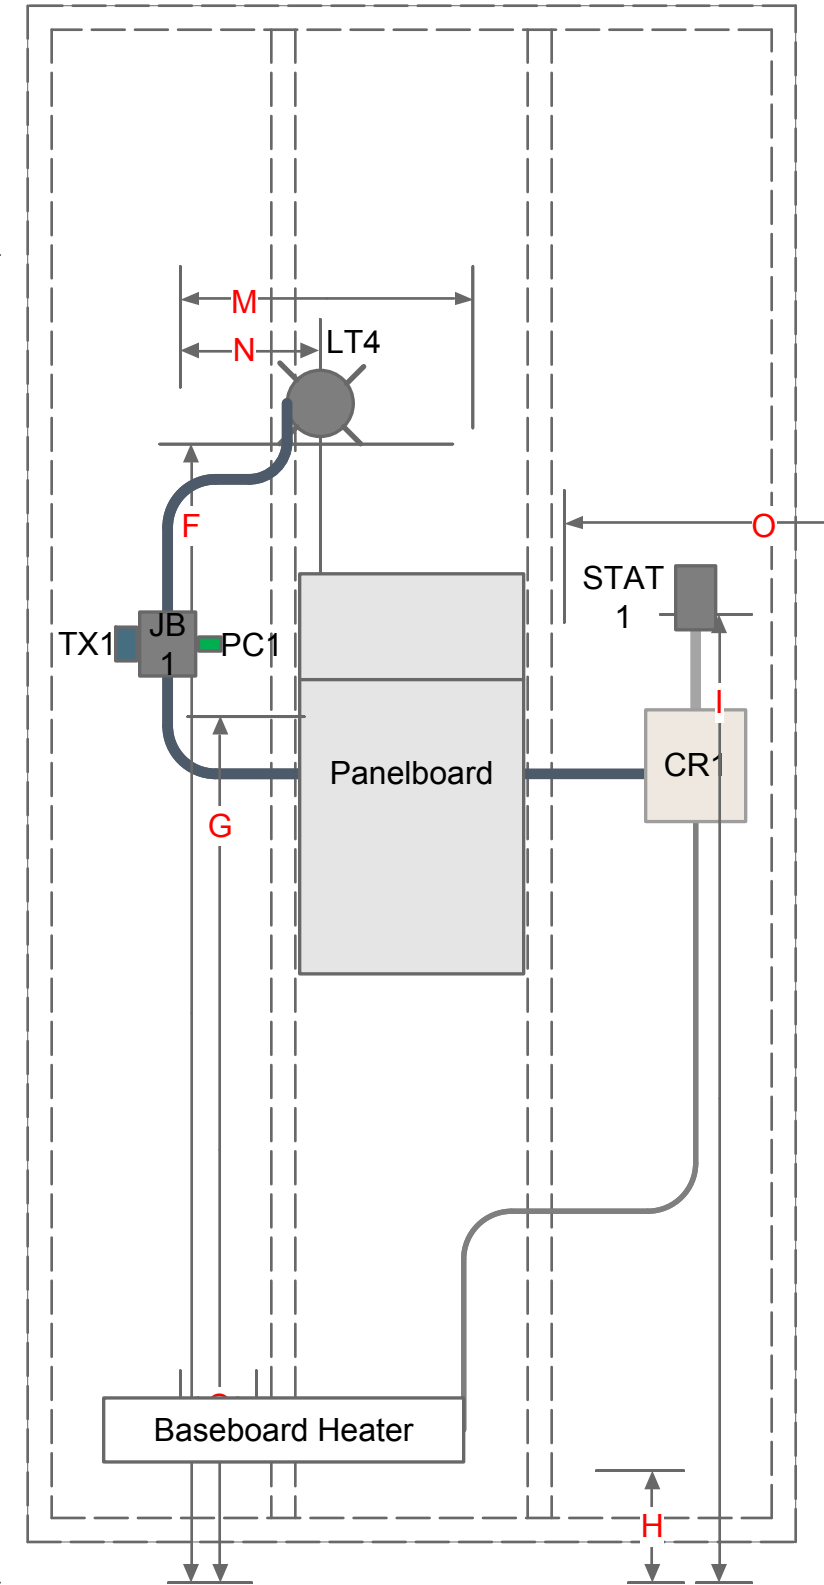 M
N
LT4
F
O
STAT
1
JB
1
TX1
PC1
I
CR1
Panelboard
G
Baseboard Heater
H